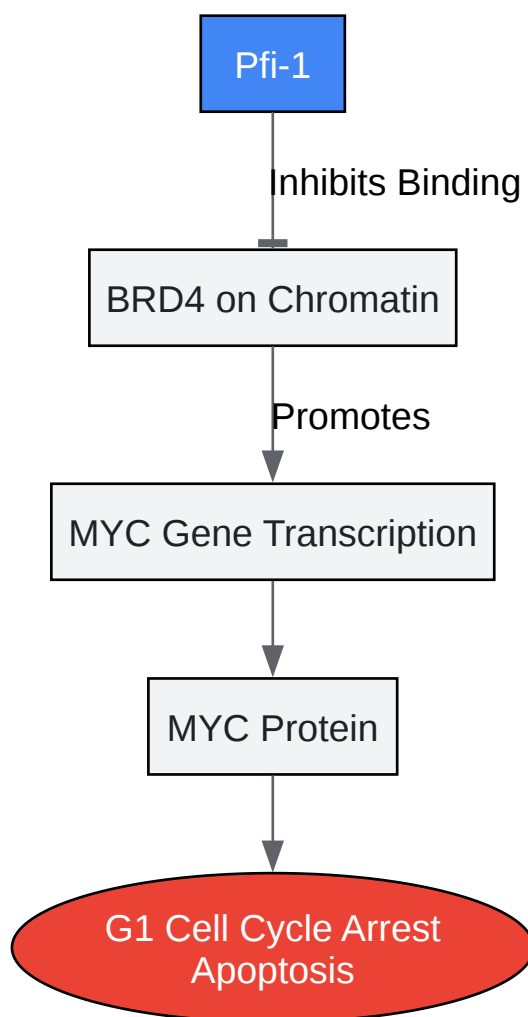 Pfi-1
Inhibits Binding
BRD4 on Chromatin
Promotes
MYC Gene Transcription
MYC Protein
G1 Cell Cycle Arrest
Apoptosis